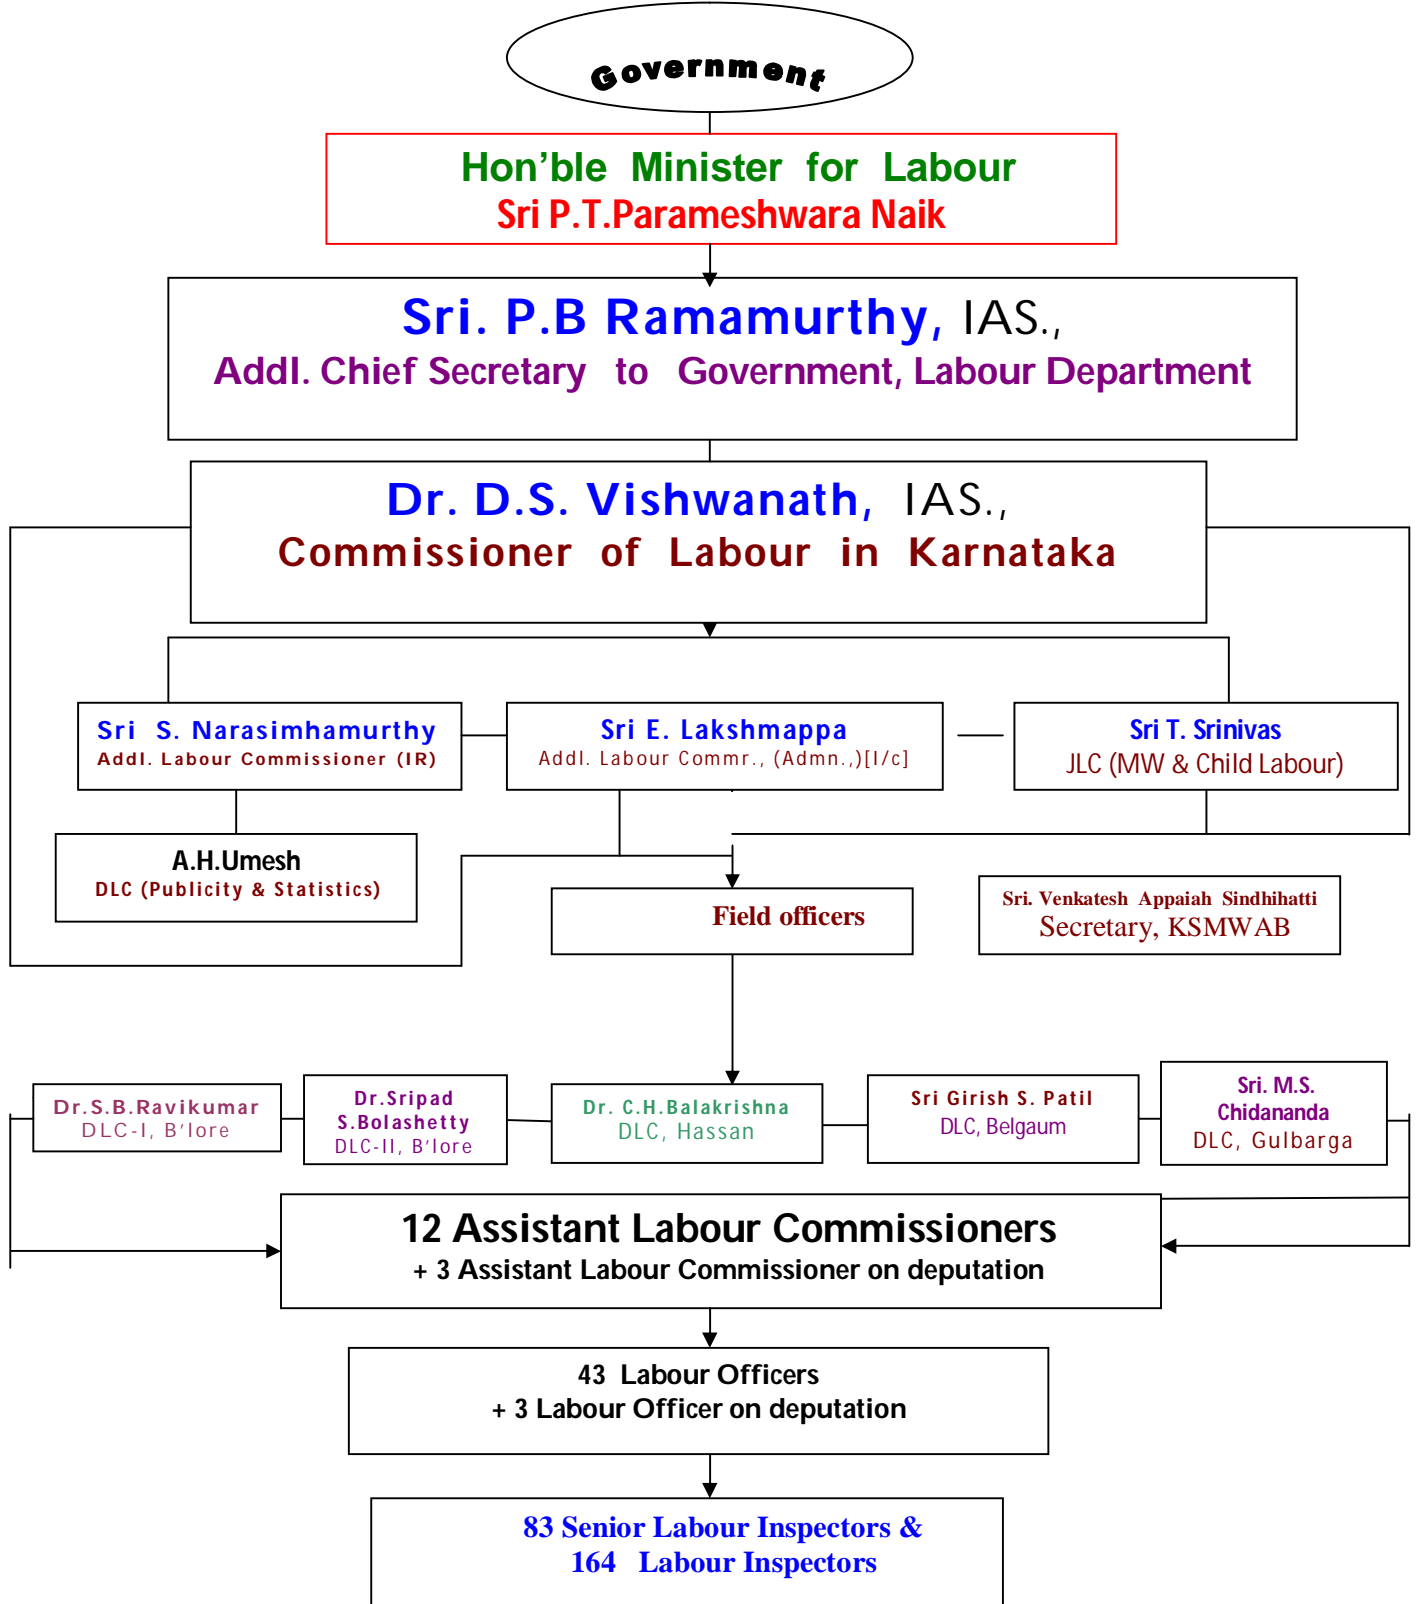 Government
Hon’ble Minister for Labour
Sri P.T.Parameshwara Naik
Sri. P.B Ramamurthy, IAS.,
Addl. Chief Secretary to Government, Labour Department
Dr. D.S. Vishwanath, IAS.,
Commissioner of Labour in Karnataka
Sri S. Narasimhamurthy
Addl. Labour Commissioner (IR)
Sri E. Lakshmappa
Addl. Labour Commr., (Admn.,)[I/c]
Sri T. Srinivas
JLC (MW & Child Labour)
A.H.Umesh
DLC (Publicity & Statistics)
Field officers
Sri. Venkatesh Appaiah Sindhihatti
Secretary, KSMWAB
Dr.S.B.Ravikumar
DLC-I, B’lore
Dr.Sripad
S.Bolashetty
DLC-II, B’lore
Dr. C.H.Balakrishna
DLC, Hassan
Sri Girish S. Patil
DLC, Belgaum
Sri. M.S.
Chidananda
DLC, Gulbarga
12 Assistant Labour Commissioners
+ 3 Assistant Labour Commissioner on deputation
43 Labour Officers
+ 3 Labour Officer on deputation
83 Senior Labour Inspectors &
164 Labour Inspectors